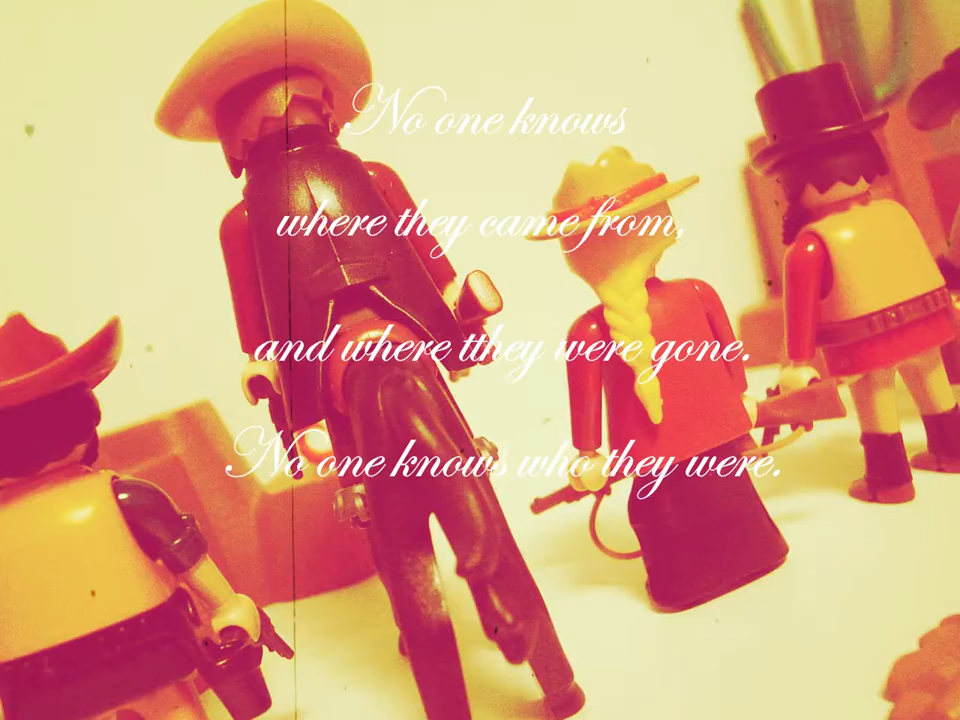 No one knows
where they came from,
and where tthey were gone.
No one knows who they were.